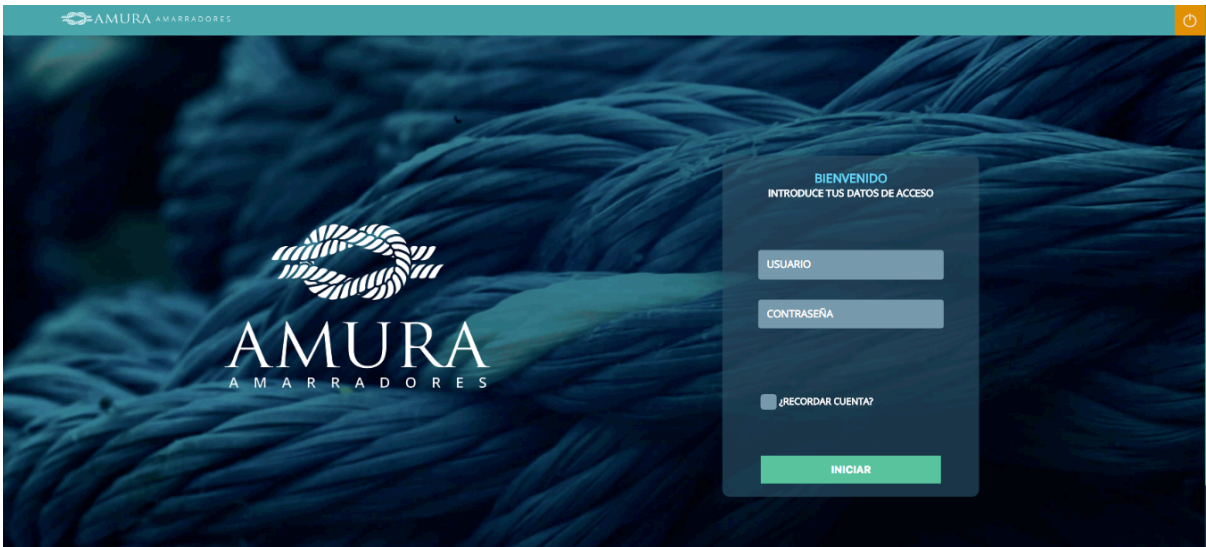 AMURA AMARRADORES
BIENVENIDO
INTRODUCE TUS DATOS DE ACCESO
USUARIO
CONTRASEÑA
¿RECORDAR CUENTA?
INICIAR
AMURA
AMARRADORES